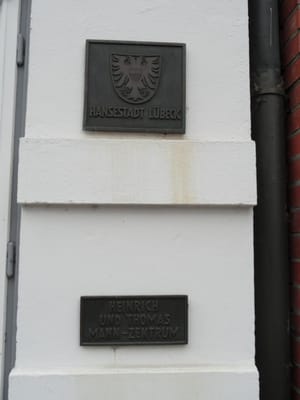 HANSESTADT LÜBECK
HEINRICH
UND THOMAS
MANN-ZENTRUM